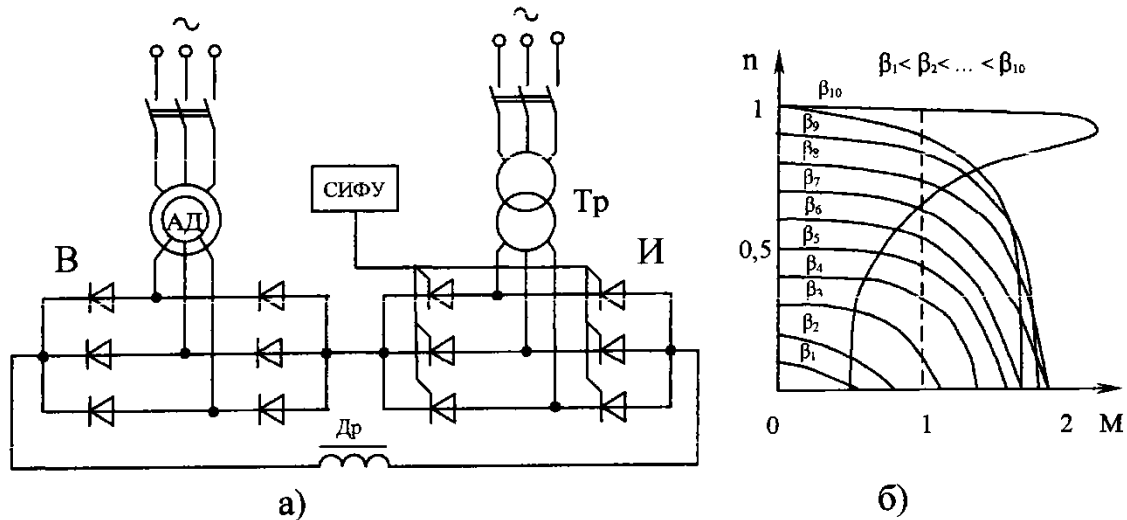 СИФУ
Тр
АД
В
И
Др
а)
n
β₁ < β₂ < ... < β₁₀
β₁₀
1
β₉
β₈
β₇
β₆
β₅
0,5
β₄
β₃
β₂
β₁
0
1
2
М
б)